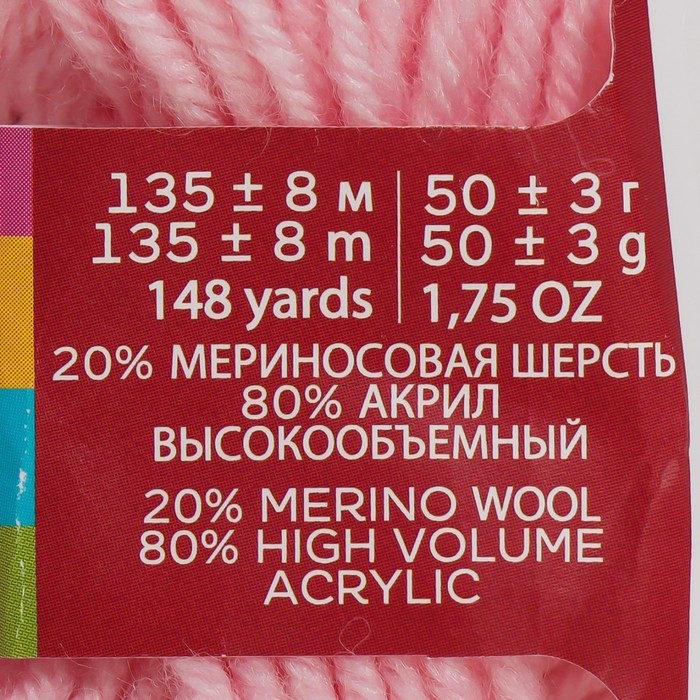 135 ± 8 м | 50 ± 3 г
135 ± 8 m | 50 ± 3 g
148 yards | 1,75 OZ
20% МЕРИНОСОВАЯ ШЕРСТЬ
80% АКРИЛ
ВЫСОКООБЪЕМНЫЙ
20% MERINO WOOL
80% HIGH VOLUME
ACRYLIC